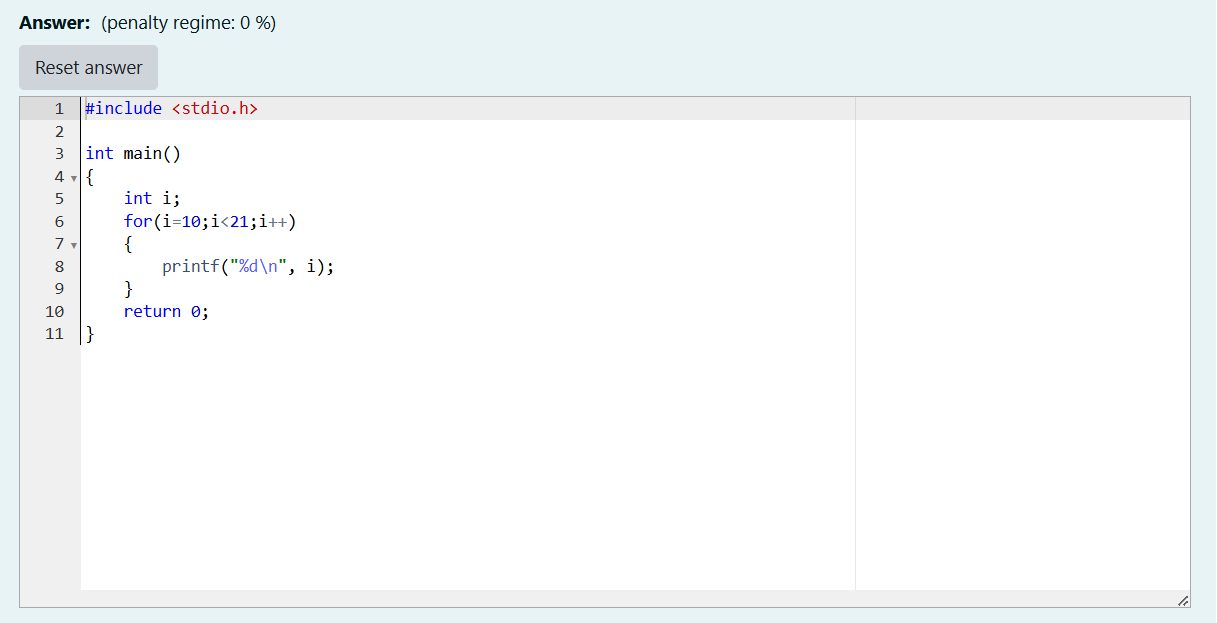 Answer: (penalty regime: 0 %)
Reset answer
1 #include <stdio.h>
2
3 int main()
4 {
5     int i;
6     for(i=10;i<21;i++)
7     {
8         printf("%d\n", i);
9     }
10     return 0;
11 }